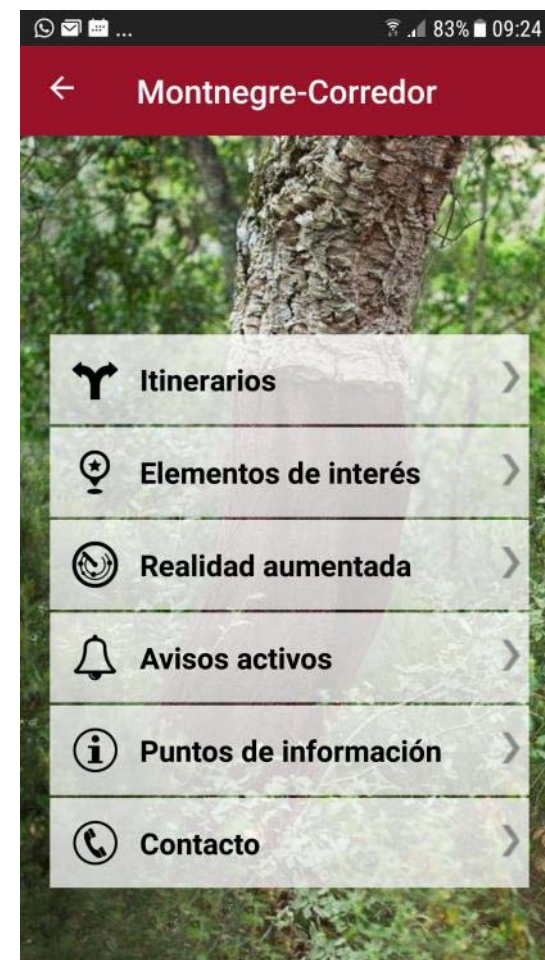 ... 83% 09:24
Montnegre-Corredor
Itinerarios
Elementos de interés
Realidad aumentada
Avisos activos
Puntos de información
Contacto